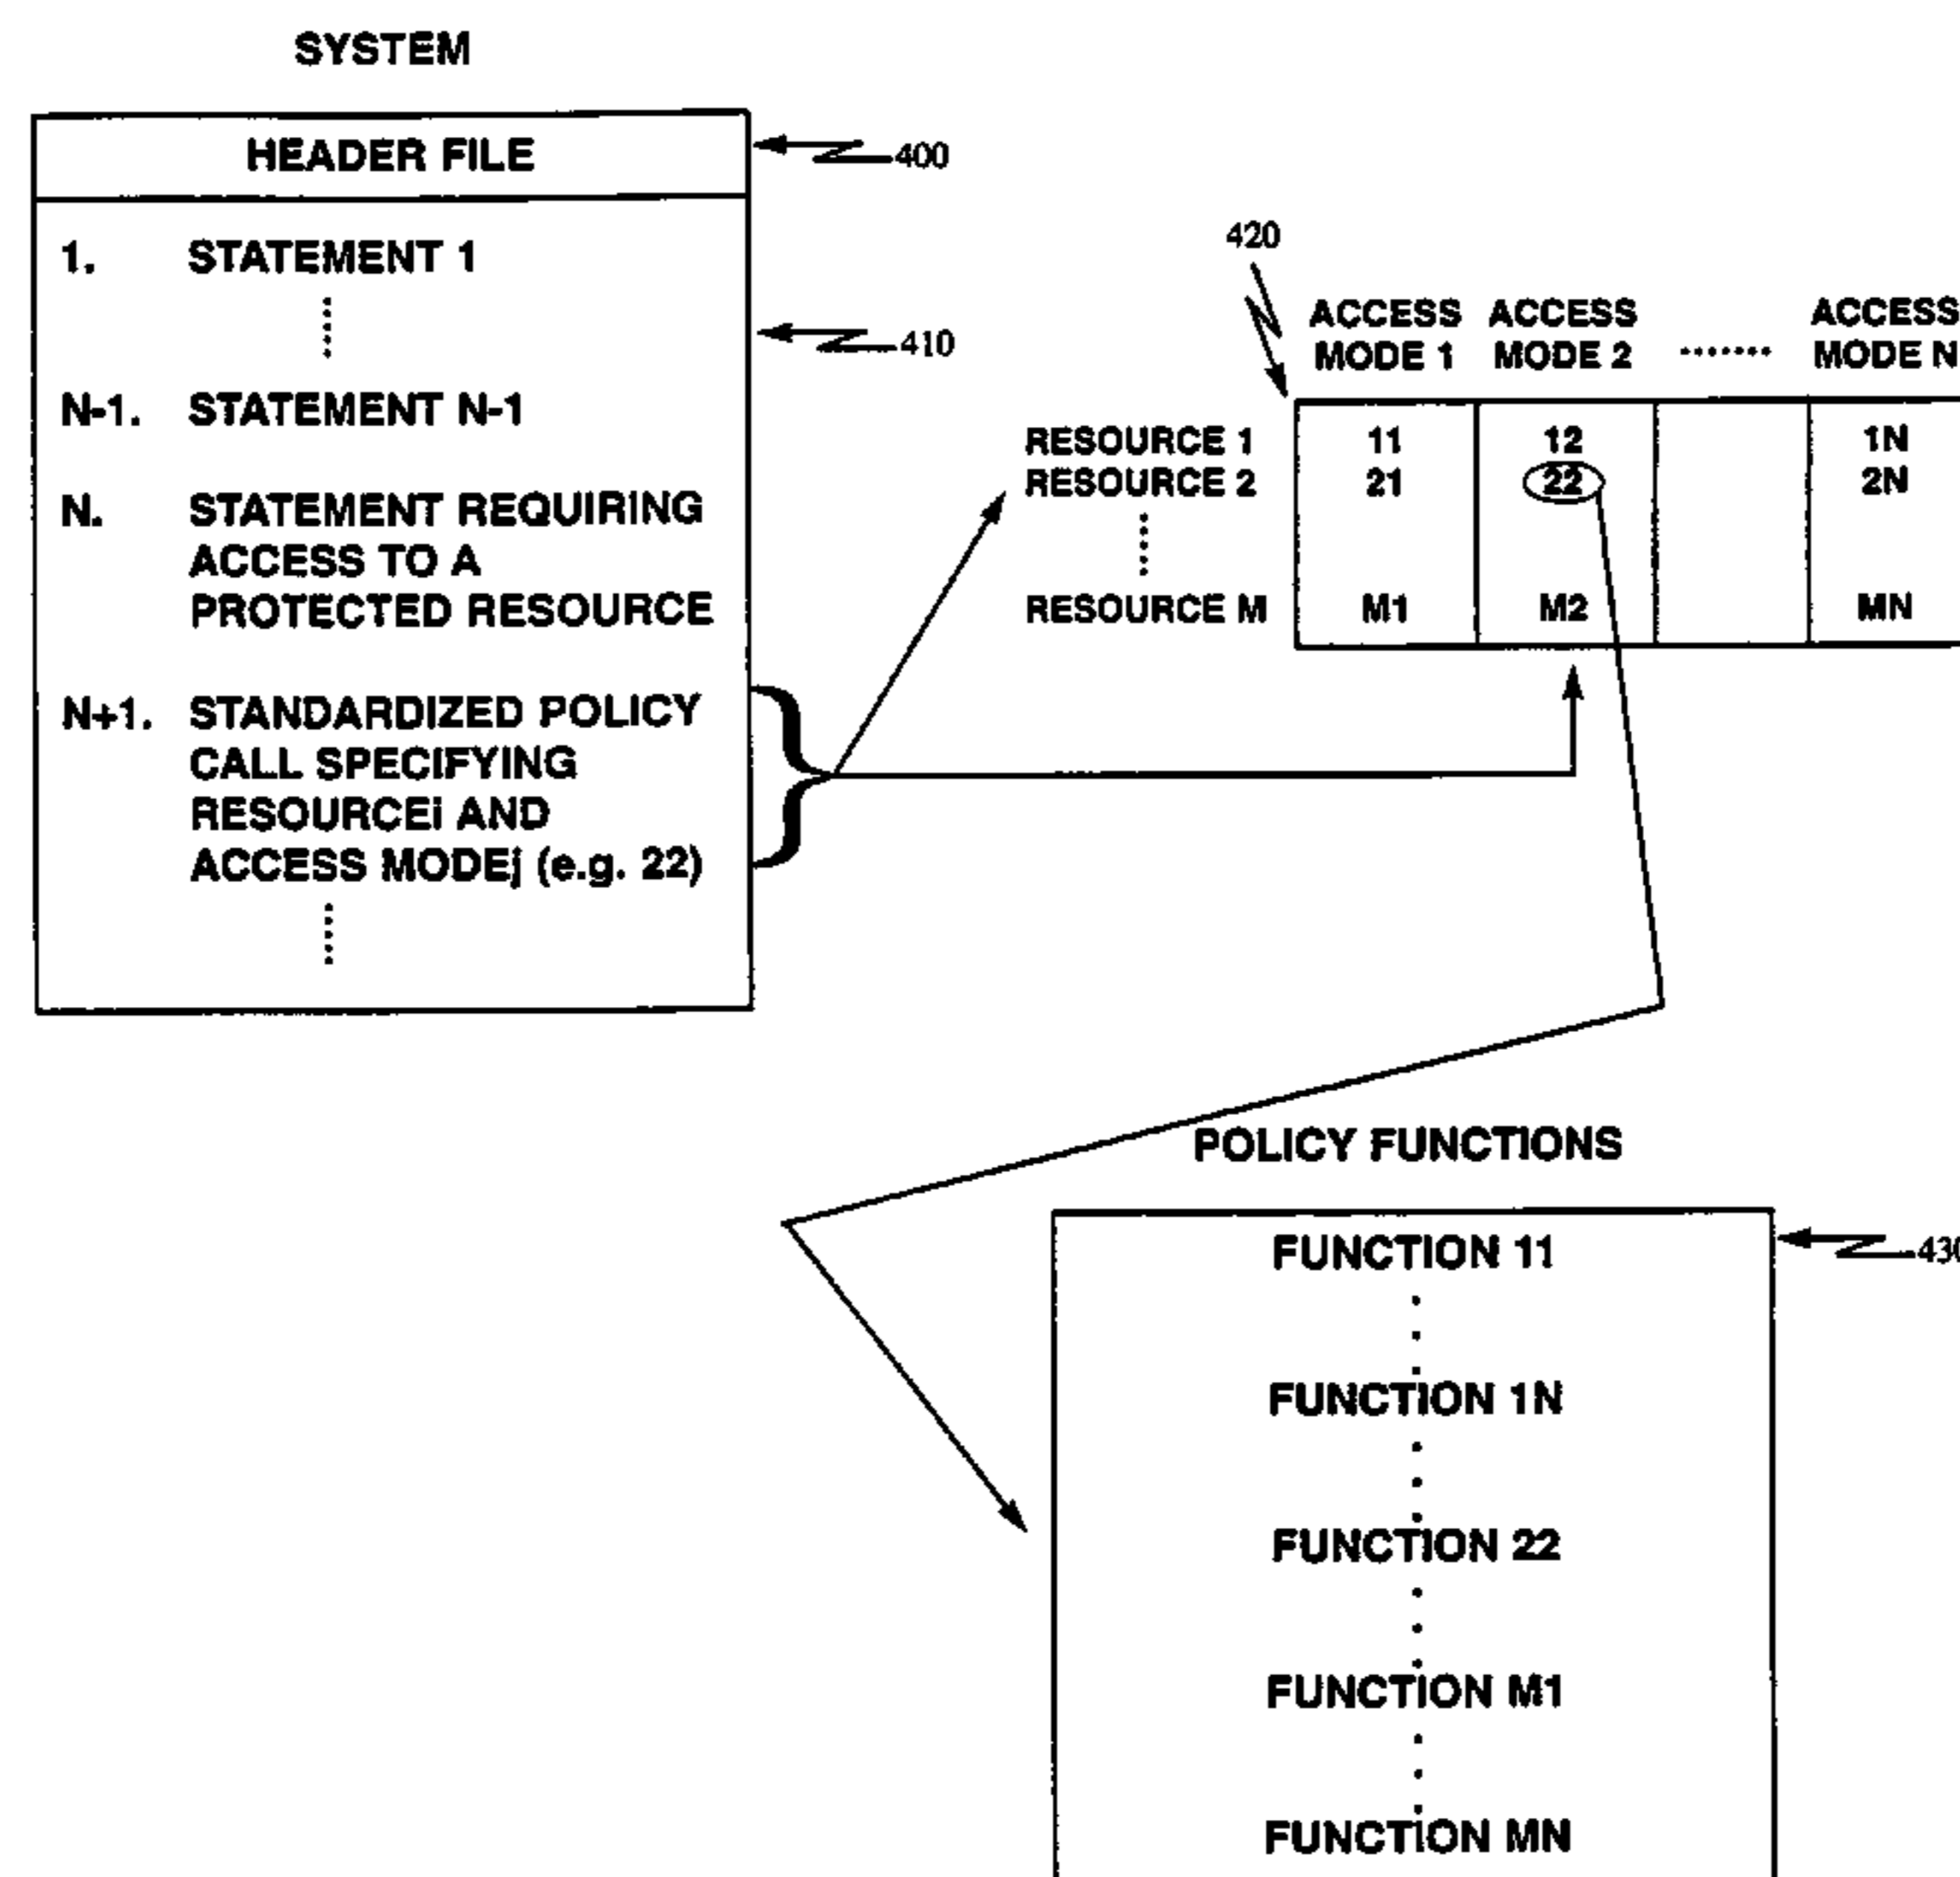 SYSTEM
HEADER FILE
400
1. STATEMENT 1
410
N-1. STATEMENT N-1
N. STATEMENT REQUIRING
ACCESS TO A
PROTECTED RESOURCE
N+1. STANDARDIZED POLICY
CALL SPECIFYING
RESOURCEi AND
ACCESS MODEj (e.g. 22)
420
ACCESS ACCESS ACCESS
MODE 1 MODE 2 ....... MODE N
RESOURCE 1 11 12 1N
RESOURCE 2 21 22 2N
RESOURCE M M1 M2 MN
POLICY FUNCTIONS
FUNCTION 11
430
FUNCTION 1N
FUNCTION 22
FUNCTION M1
FUNCTION MN